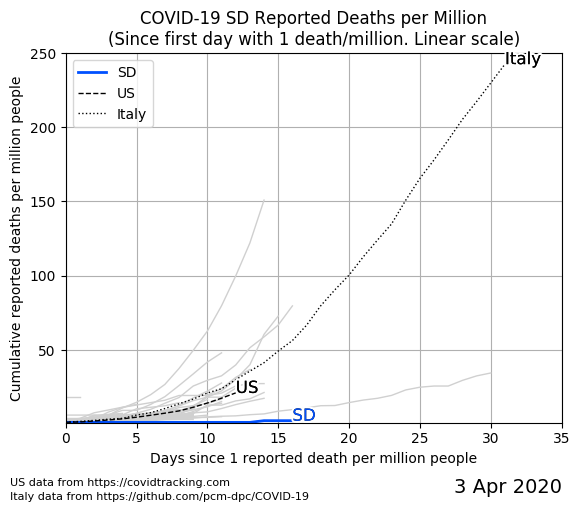 COVID-19 SD Reported Deaths per Million
(Since first day with 1 death/million. Linear scale)
250
200
150
100
50
0
5
10
15
20
25
30
35
Cumulative reported deaths per million people
Days since 1 reported death per million people
SD
US
Italy
Italy
US
SD
US data from https://covidtracking.com
Italy data from https://github.com/pcm-dpc/COVID-19
3 Apr 2020